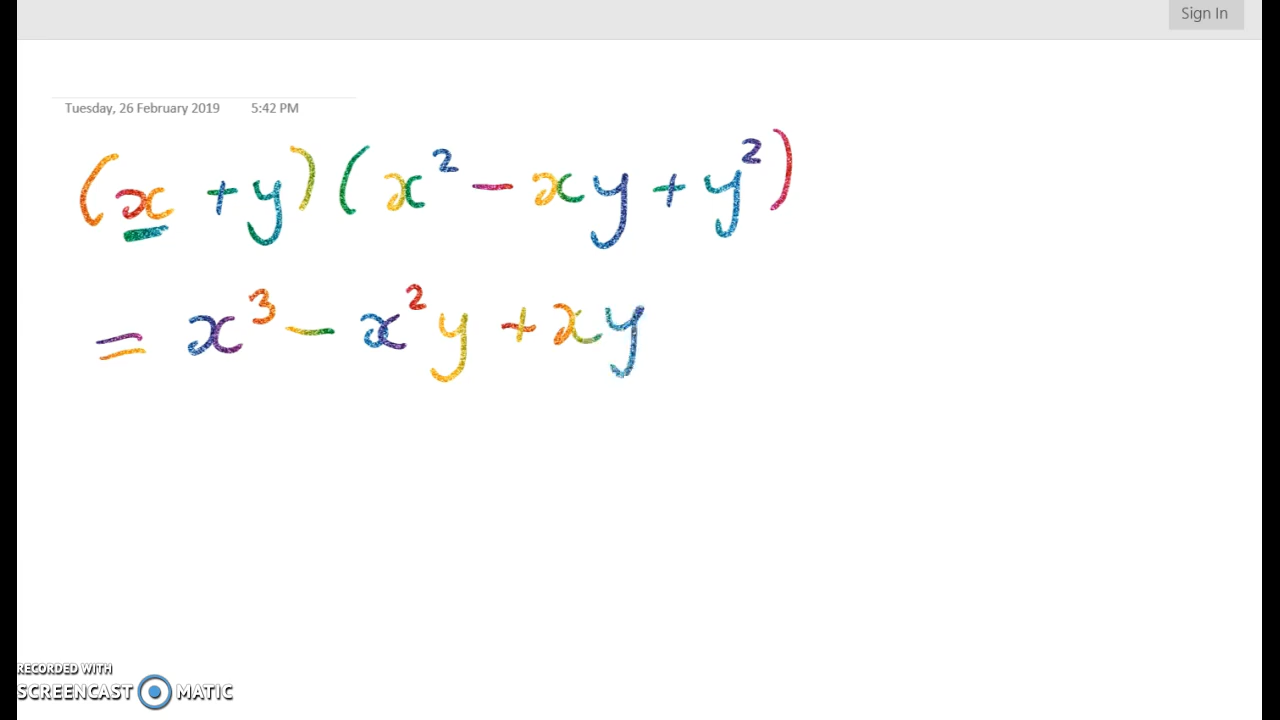 Sign In
Tuesday, 26 February 2019 5:42 PM
(x + y)(x² - xy + y²)
= x³ - x²y + xy
RECORDED WITH
SCREENCAST MATIC